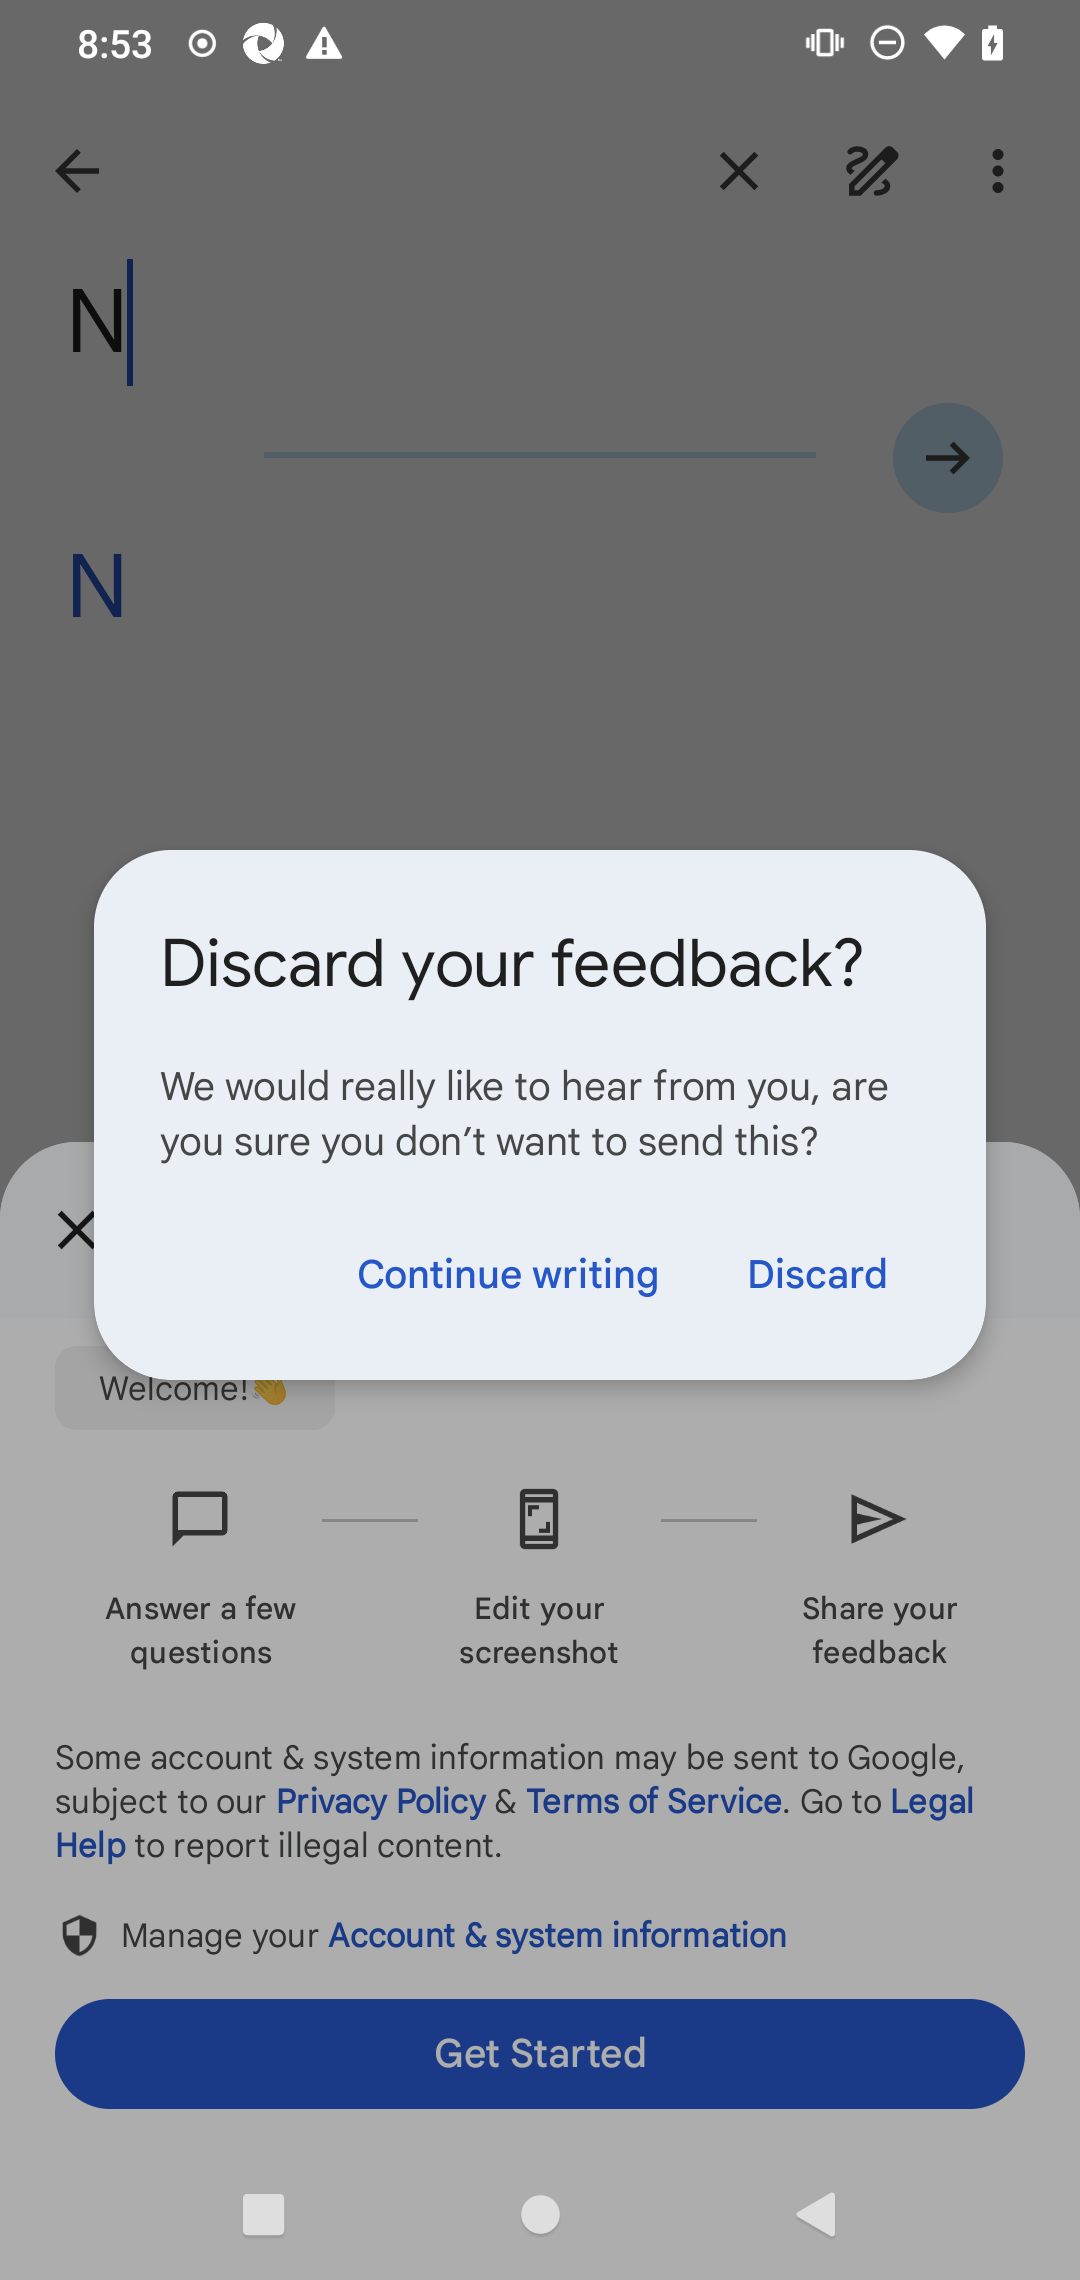 8:53
N
N
Discard your feedback?
We would really like to hear from you, are
you sure you don’t want to send this?
Continue writing Discard
Welcome!👋
Answer a few
questions
Edit your
screenshot
Share your
feedback
Some account & system information may be sent to Google,
subject to our Privacy Policy & Terms of Service. Go to Legal
Help to report illegal content.
Manage your Account & system information
Get Started